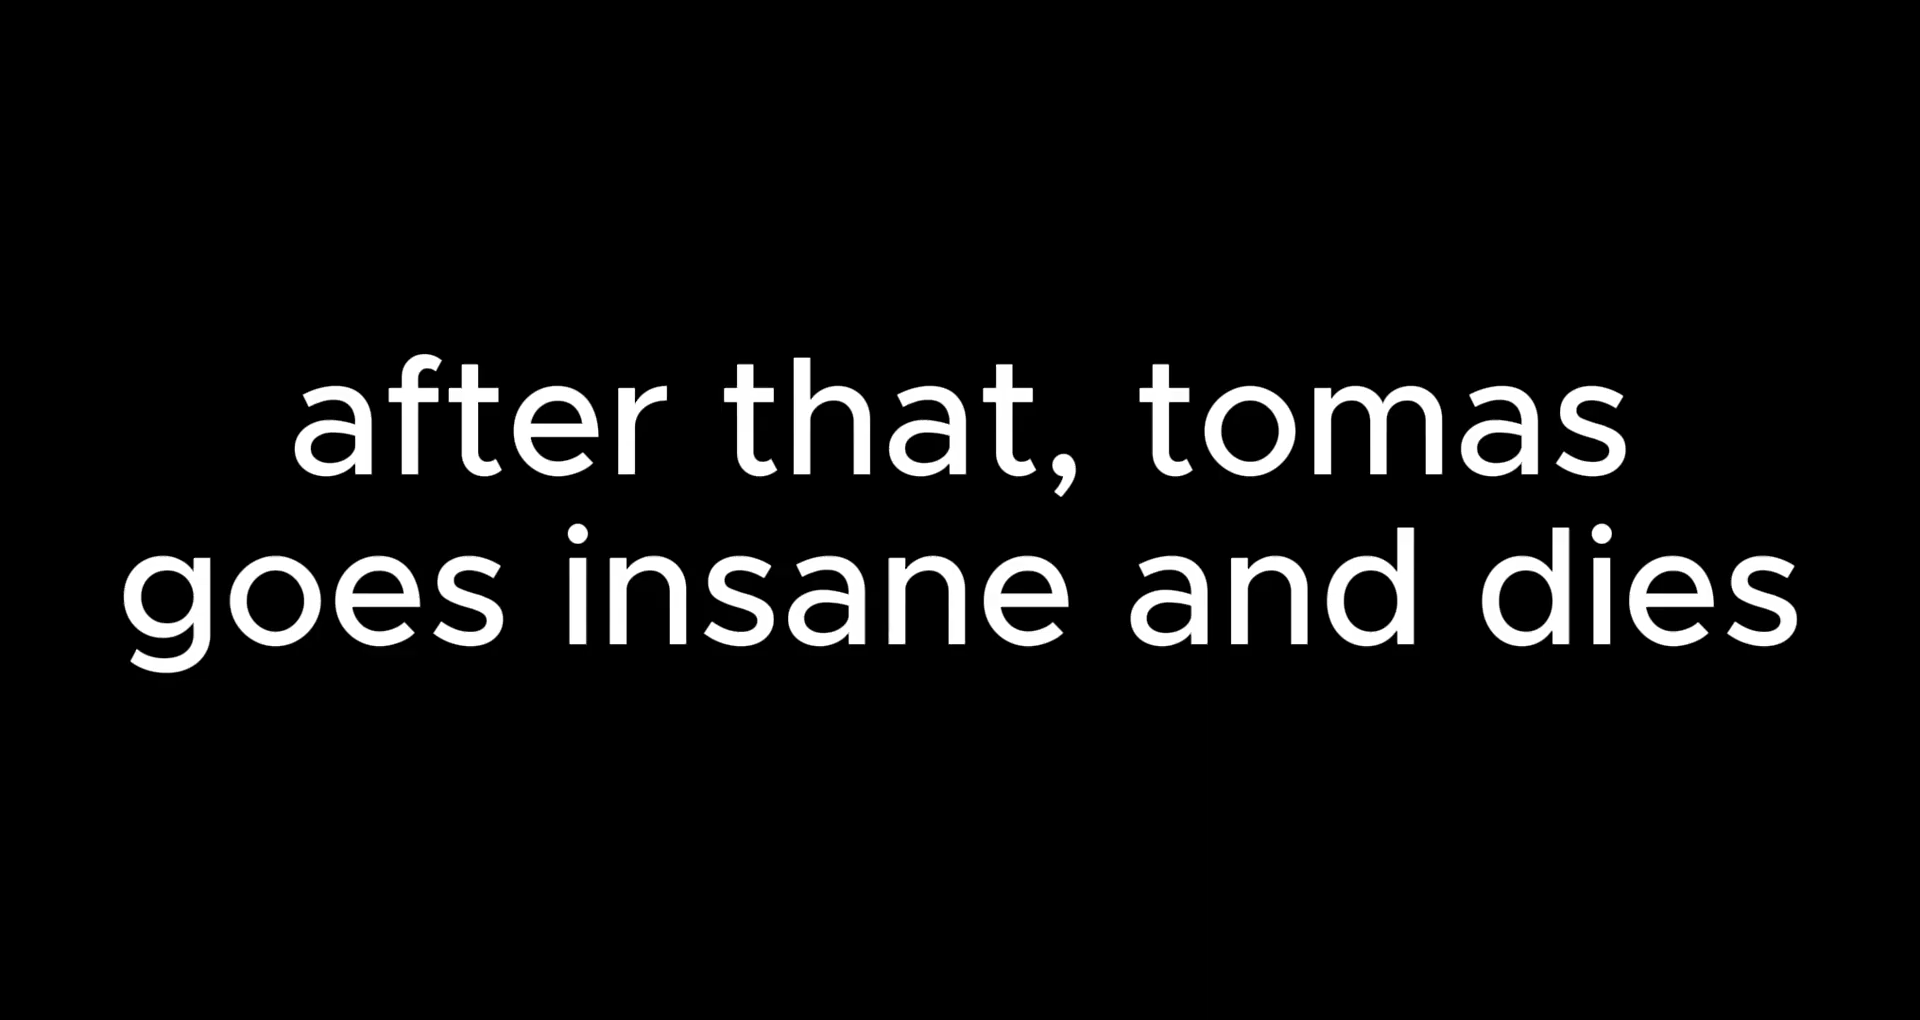 after that, tomas
goes insane and dies